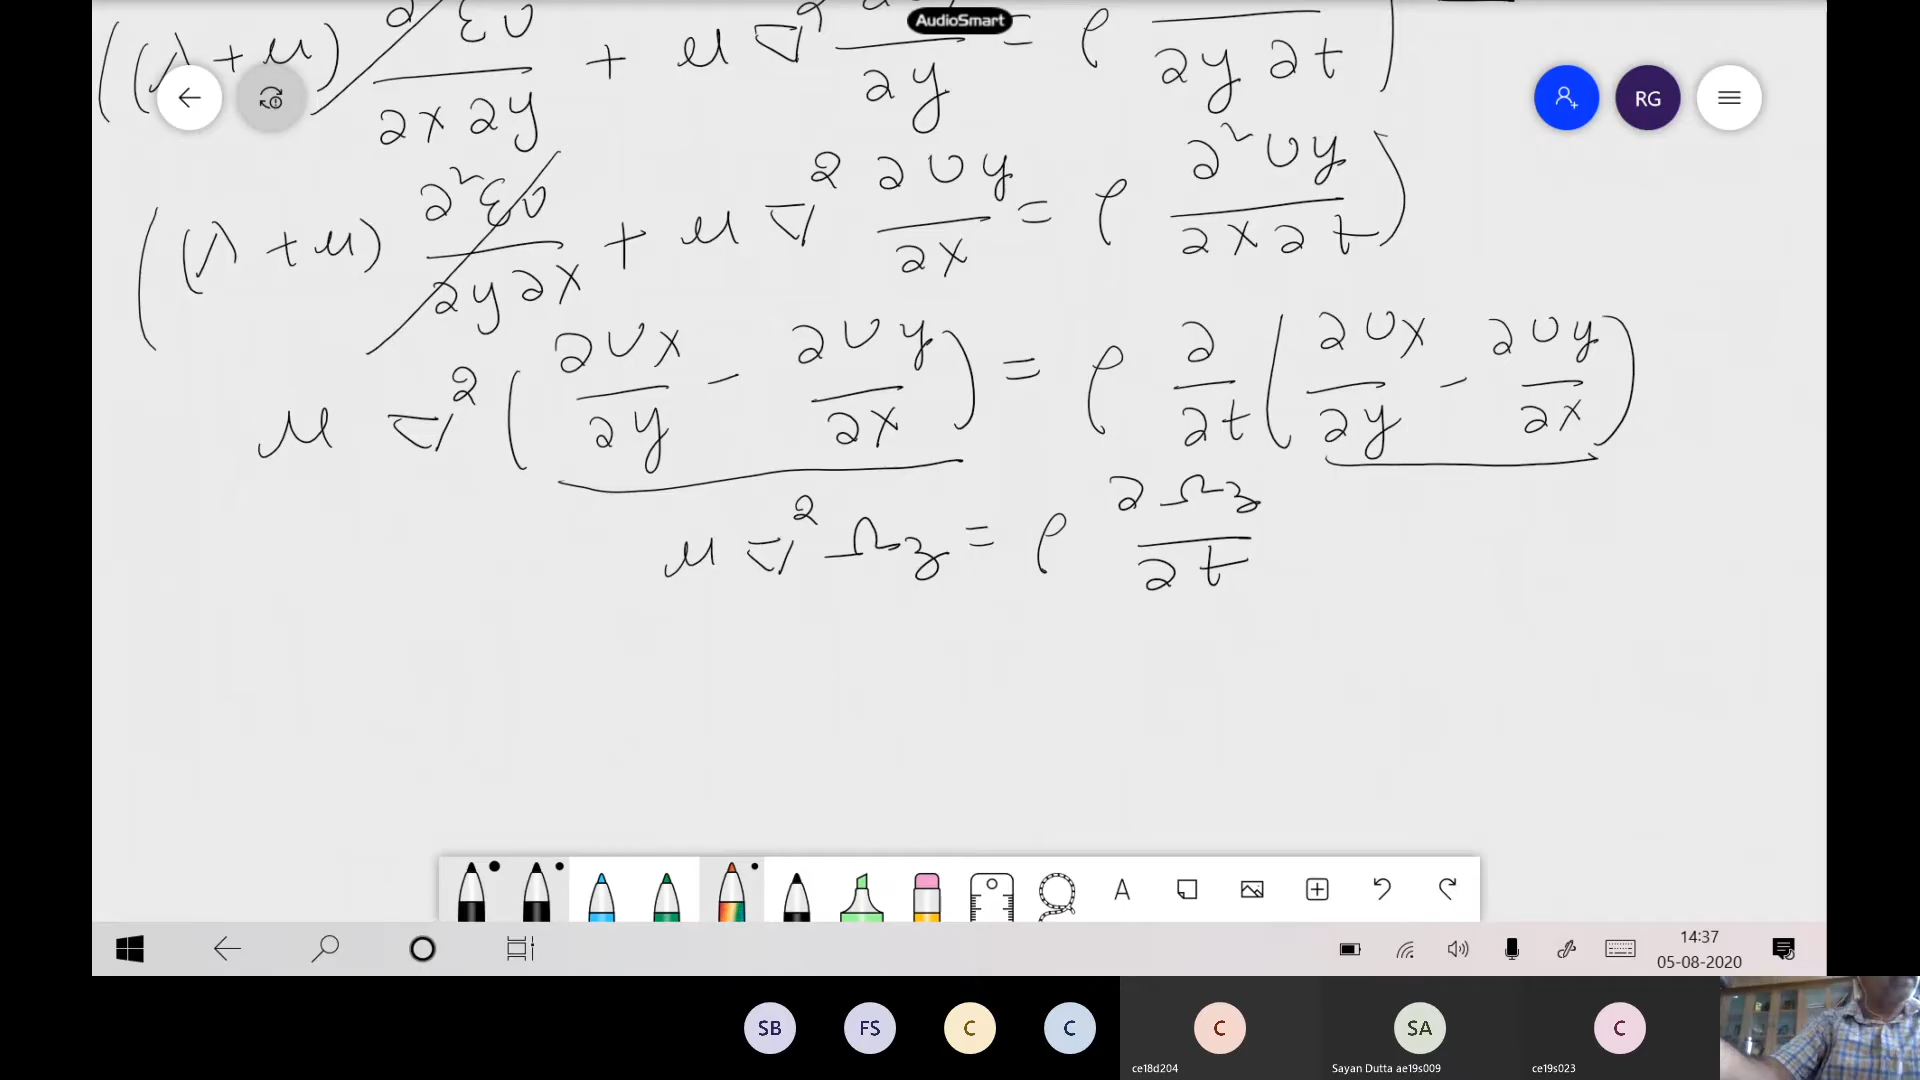 AudioSmart
((λ+μ) ∂²εv/∂x∂y + μ∇² /∂y = ρ /∂y∂t)
RG
((λ+μ) ∂²εv/∂y∂x + μ∇² ∂υy/∂x = ρ ∂²υy/∂x∂t)
μ∇² (∂υx/∂y - ∂υy/∂x) = ρ ∂/∂t (∂υx/∂y - ∂υy/∂x)
μ∇² Ωz = ρ ∂Ωz/∂t
A
14:37
05-08-2020
SB FS C C C SA C
ce18d204 Sayan Dutta ae19s009 ce19s023